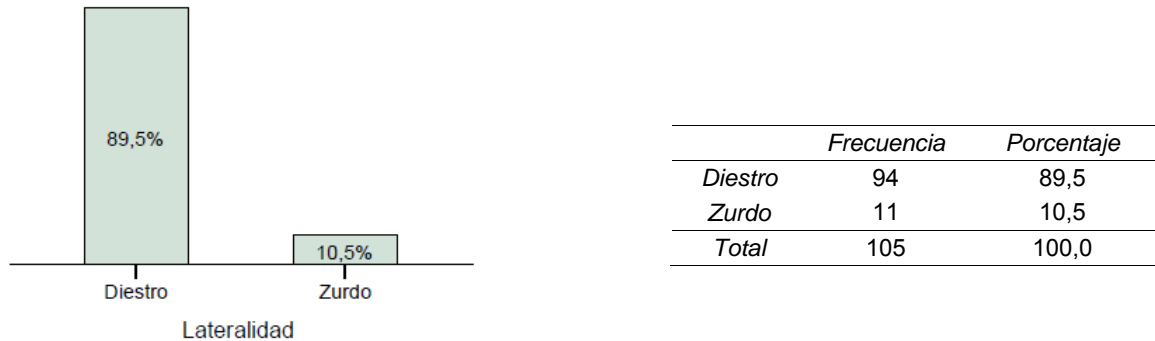 89,5%
10,5%
Diestro Zurdo
Lateralidad
Frecuencia Porcentaje
Diestro 94 89,5
Zurdo 11 10,5
Total 105 100,0